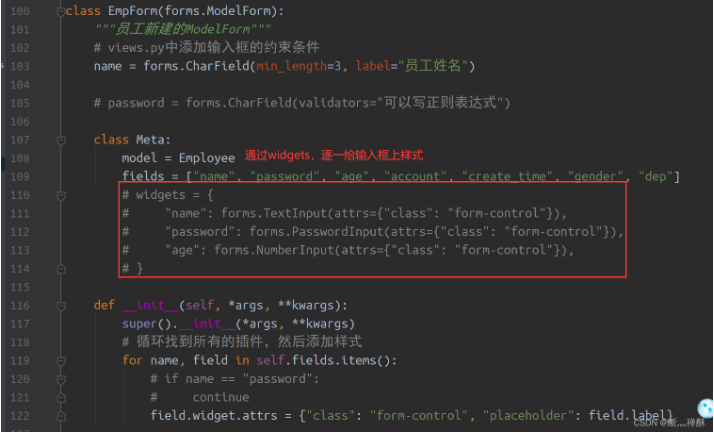 100 class EmpForm(forms.ModelForm):
101 """员工新建的ModelForm"""
102 # views.py中添加输入框的约束条件
103 name = forms.CharField(min_length=3, label="员工姓名")
104
105 # password = forms.CharField(validators="可以写正则表达式")
106
107 class Meta:
108 model = Employee 通过widgets，逐一给输入框上样式
109 fields = ["name", "password", "age", "account", "create_time", "gender", "dep"]
110 # widgets = {
111 # "name": forms.TextInput(attrs={"class": "form-control"}),
112 # "password": forms.PasswordInput(attrs={"class": "form-control"}),
113 # "age": forms.NumberInput(attrs={"class": "form-control"}),
114 # }
115
116 def __init__(self, *args, **kwargs):
117 super().__init__(*args, **kwargs)
118 # 循环找到所有的插件，然后添加样式
119 for name, field in self.fields.items():
120 # if name == "password":
121 # continue
122 field.widget.attrs = {"class": "form-control", "placeholder": field.label}
CSDN @断灬禅酥